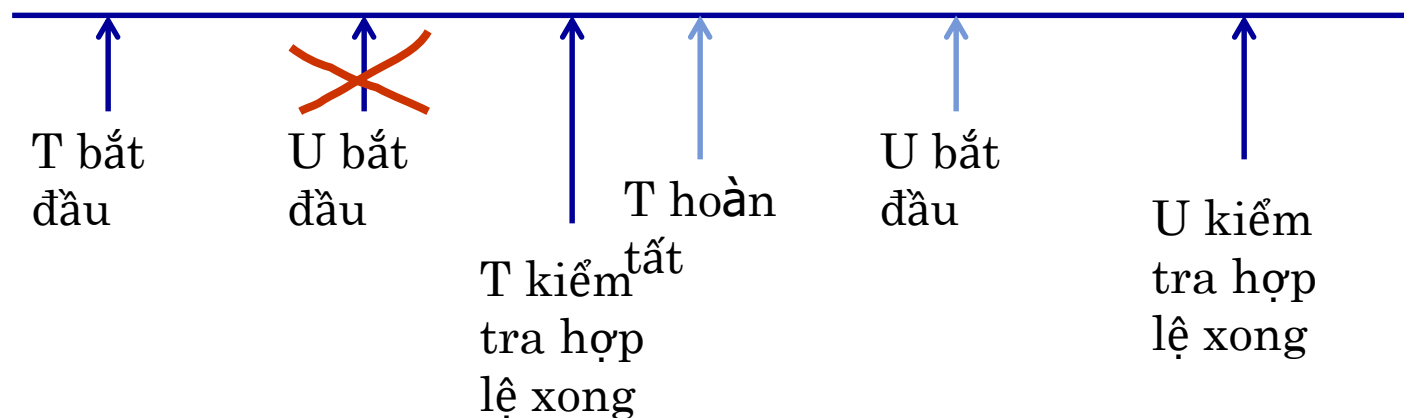 T bắt
đầu
U bắt
đầu
T kiểm
tra hợp
lệ xong
T hoàn
tất
U bắt
đầu
U kiểm
tra hợp
lệ xong